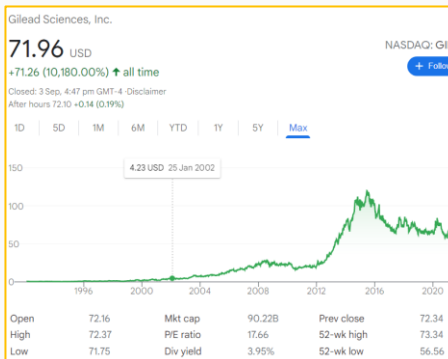 Gilead Sciences, Inc.
71.96 USD
NASDAQ: GI
+71.26 (10,180.00%) ↑ all time
+ Follo
Closed: 3 Sep, 4:47 pm GMT-4 · Disclaimer
After hours 72.10 +0.14 (0.19%)
1D 5D 1M 6M YTD 1Y 5Y Max
4.23 USD 25 Jan 2002
150
100
50
0
1996 2000 2004 2008 2012 2016 2020
Open 72.16 Mkt cap 90.22B Prev close 72.34
High 72.37 P/E ratio 17.66 52-wk high 73.34
Low 71.75 Div yield 3.95% 52-wk low 56.56